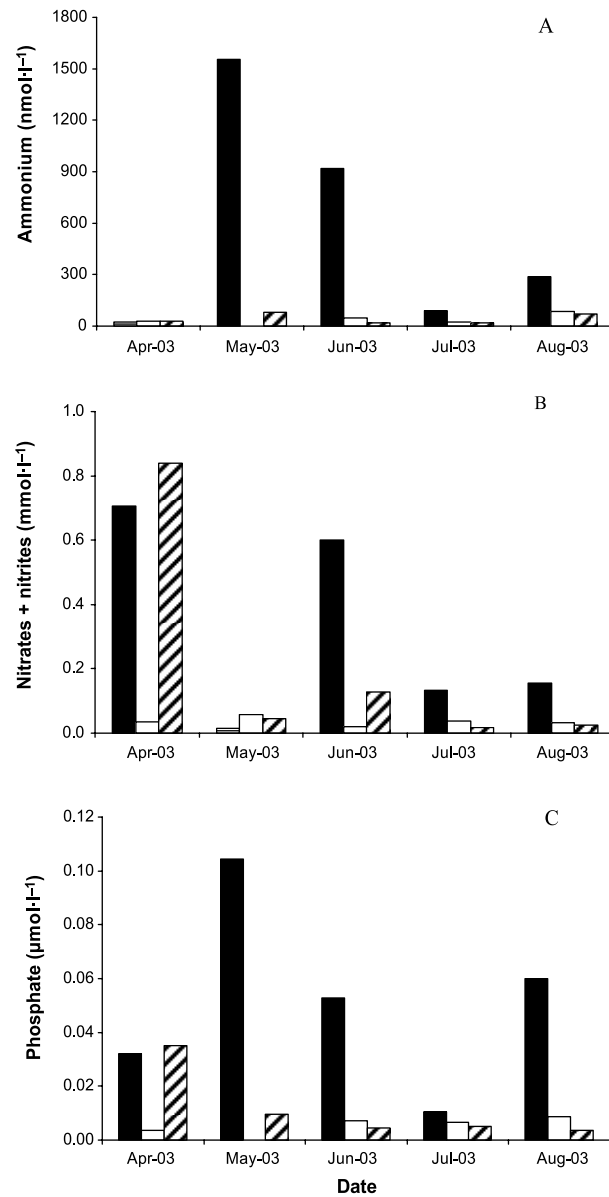 A
1800
1500
1200
900
600
300
0
Ammonium (nmol·l–1)
Apr-03 May-03 Jun-03 Jul-03 Aug-03
B
1.0
0.8
0.6
0.4
0.2
0.0
Nitrates + nitrites (mmol·l–1)
Apr-03 May-03 Jun-03 Jul-03 Aug-03
C
0.12
0.10
0.08
0.06
0.04
0.02
0.00
Phosphate (µmol·l–1)
Apr-03 May-03 Jun-03 Jul-03 Aug-03
Date